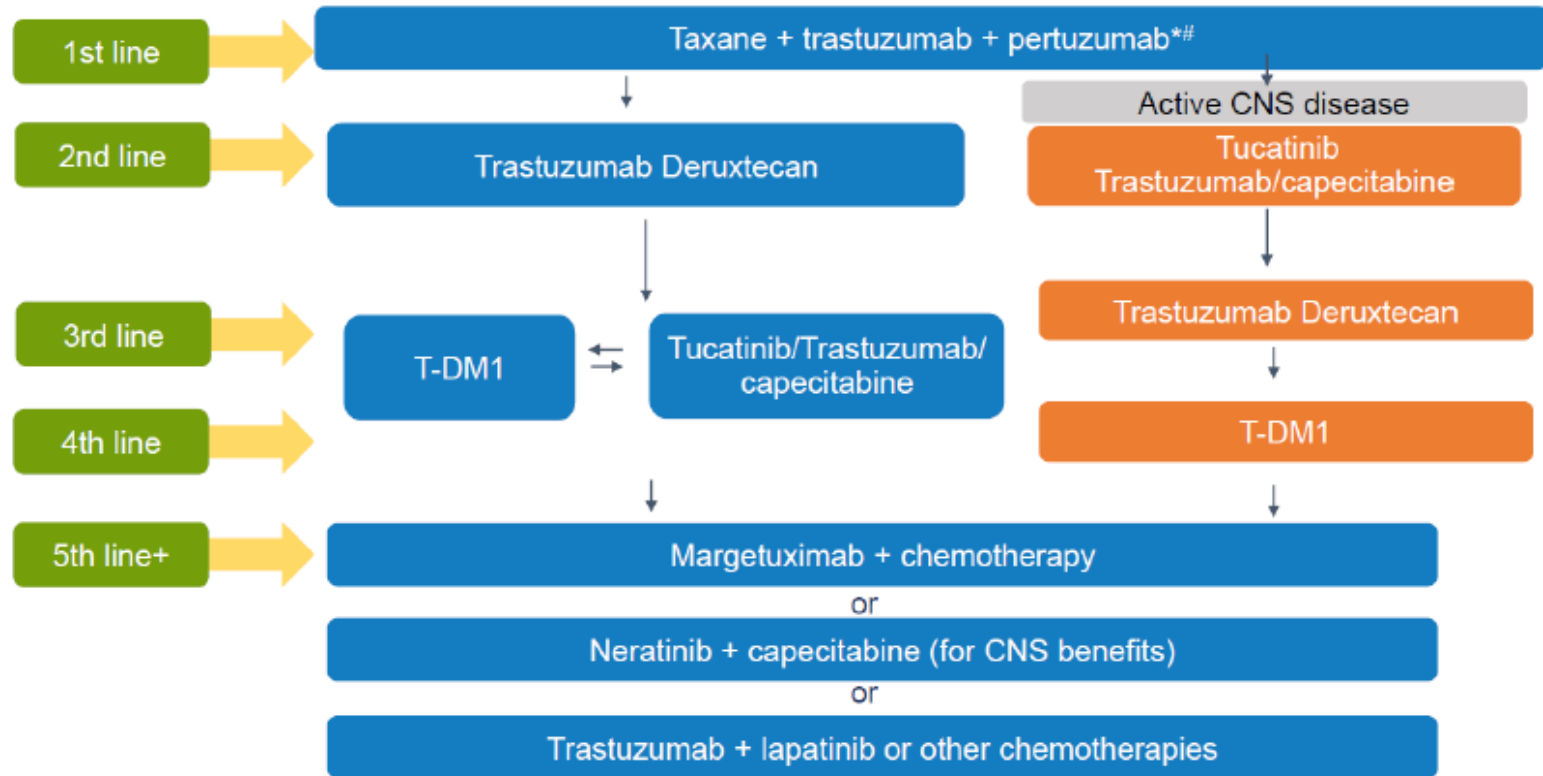 1st line
Taxane + trastuzumab + pertuzumab*#
Active CNS disease
2nd line
Trastuzumab Deruxtecan
Tucatinib
Trastuzumab/capecitabine
3rd line
T-DM1
Tucatinib/Trastuzumab/
capecitabine
Trastuzumab Deruxtecan
4th line
T-DM1
5th line+
Margetuximab + chemotherapy
or
Neratinib + capecitabine (for CNS benefits)
or
Trastuzumab + lapatinib or other chemotherapies